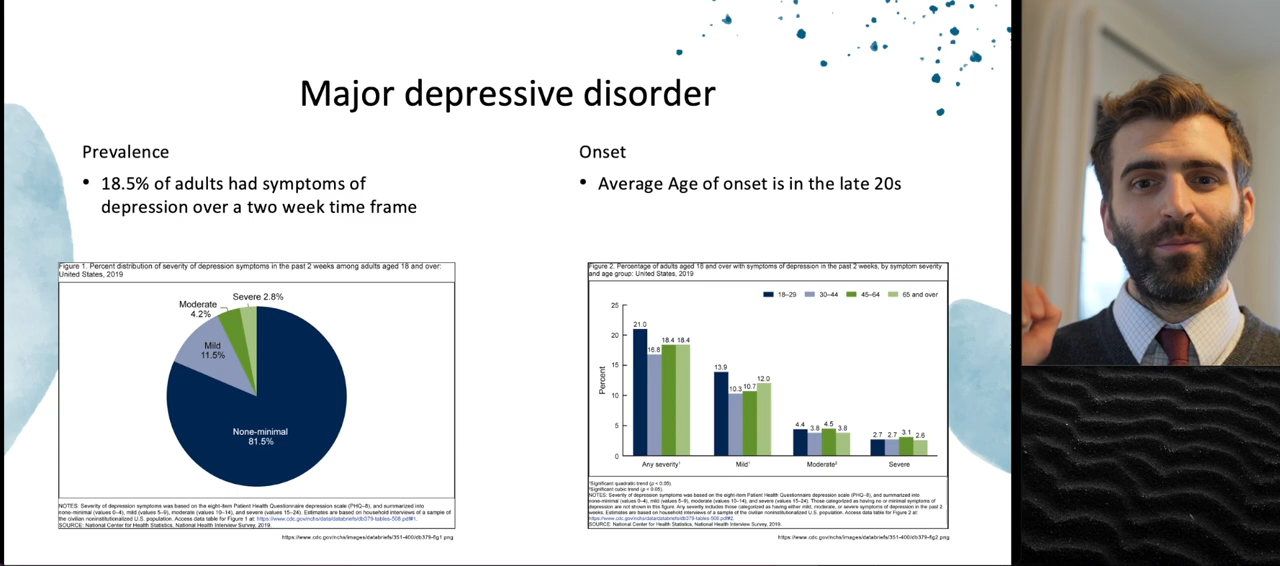 Major depressive disorder
Prevalence
• 18.5% of adults had symptoms of
depression over a two week time frame
Figure 1. Percent distribution of severity of depression symptoms in the past 2 weeks among adults aged 18 and over:
United States, 2019
Severe 2.8%
Moderate
4.2%
Mild
11.5%
None-minimal
81.5%
NOTES: Severity of depression symptoms was based on the eight-item Patient Health Questionnaire depression scale (PHQ–8), and summarized into
none-minimal (values 0–4), mild (values 5–9), moderate (values 10–14), and severe (values 15–24). Estimates are based on household interviews of a sample of
the civilian noninstitutionalized U.S. population. Access data table for Figure 1 at: https://www.cdc.gov/nchs/data/databriefs/db379-tables-508.pdf#1.
SOURCE: National Center for Health Statistics, National Health Interview Survey, 2019.
https://www.cdc.gov/nchs/images/databriefs/351-400/db379-fig1.png
Onset
• Average Age of onset is in the late 20s
Figure 2. Percentage of adults aged 18 and over with symptoms of depression in the past 2 weeks, by symptom severity
and age group: United States, 2019
18–29 30–44 45–64 65 and over
Percent
25
20
15
10
5
0
21.0 16.8 18.4 18.4
13.9 10.3 10.7 12.0
4.4 3.8 4.5 3.8
2.7 2.7 3.1 2.6
Any severity¹ Mild¹ Moderate² Severe
¹Significant quadratic trend (p < 0.05).
²Significant cubic trend (p < 0.05).
NOTES: Severity of depression symptoms was based on the eight-item Patient Health Questionnaire depression scale (PHQ–8), and summarized into
none-minimal (values 0–4), mild (values 5–9), moderate (values 10–14), and severe (values 15–24). Those categorized as having no or minimal symptoms of
depression are not shown in this figure. Any severity includes those categorized as having either mild, moderate, or severe symptoms of depression in the past 2
weeks. Estimates are based on household interviews of a sample of the civilian noninstitutionalized U.S. population. Access data table for Figure 2 at:
https://www.cdc.gov/nchs/data/databriefs/db379-tables-508.pdf#2.
SOURCE: National Center for Health Statistics, National Health Interview Survey, 2019.
https://www.cdc.gov/nchs/images/databriefs/351-400/db379-fig2.png